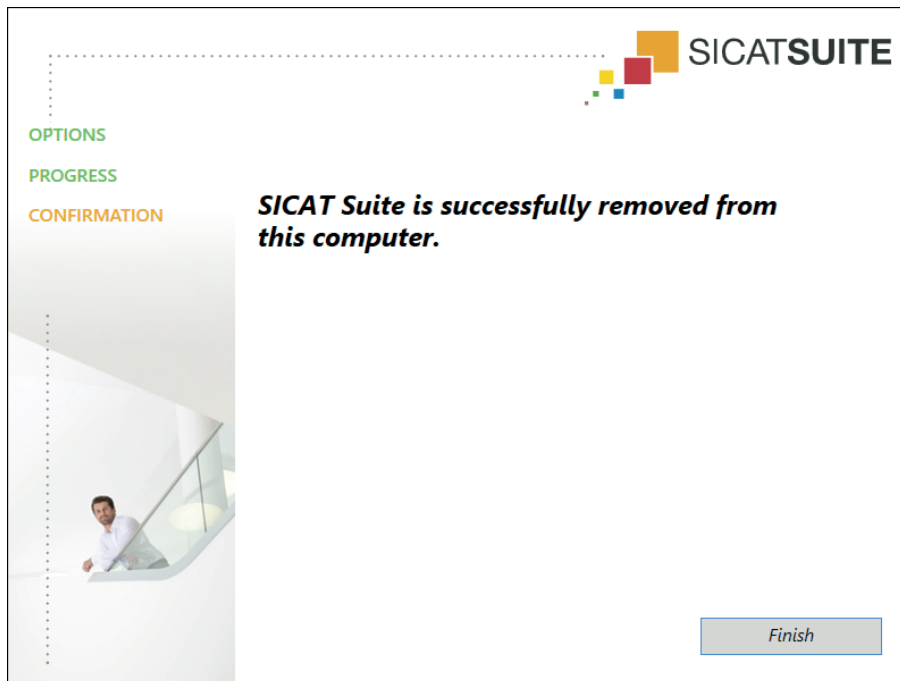 SICATSUITE
OPTIONS
PROGRESS
CONFIRMATION
SICAT Suite is successfully removed from
this computer.
Finish